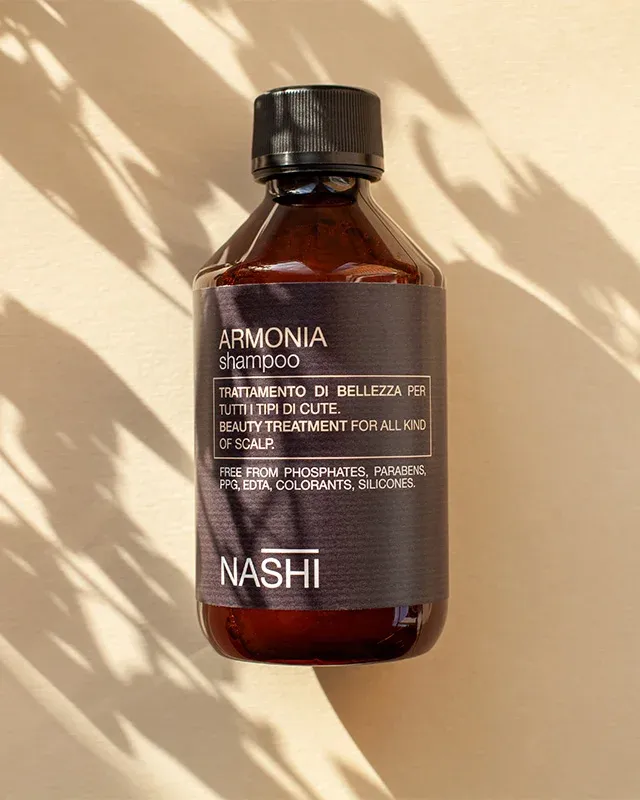 ARMONIA
shampoo
TRATTAMENTO DI BELLEZZA PER
TUTTI I TIPI DI CUTE.
BEAUTY TREATMENT FOR ALL KIND
OF SCALP.
FREE FROM PHOSPHATES, PARABENS,
PPG, EDTA, COLORANTS, SILICONES.
NASHI